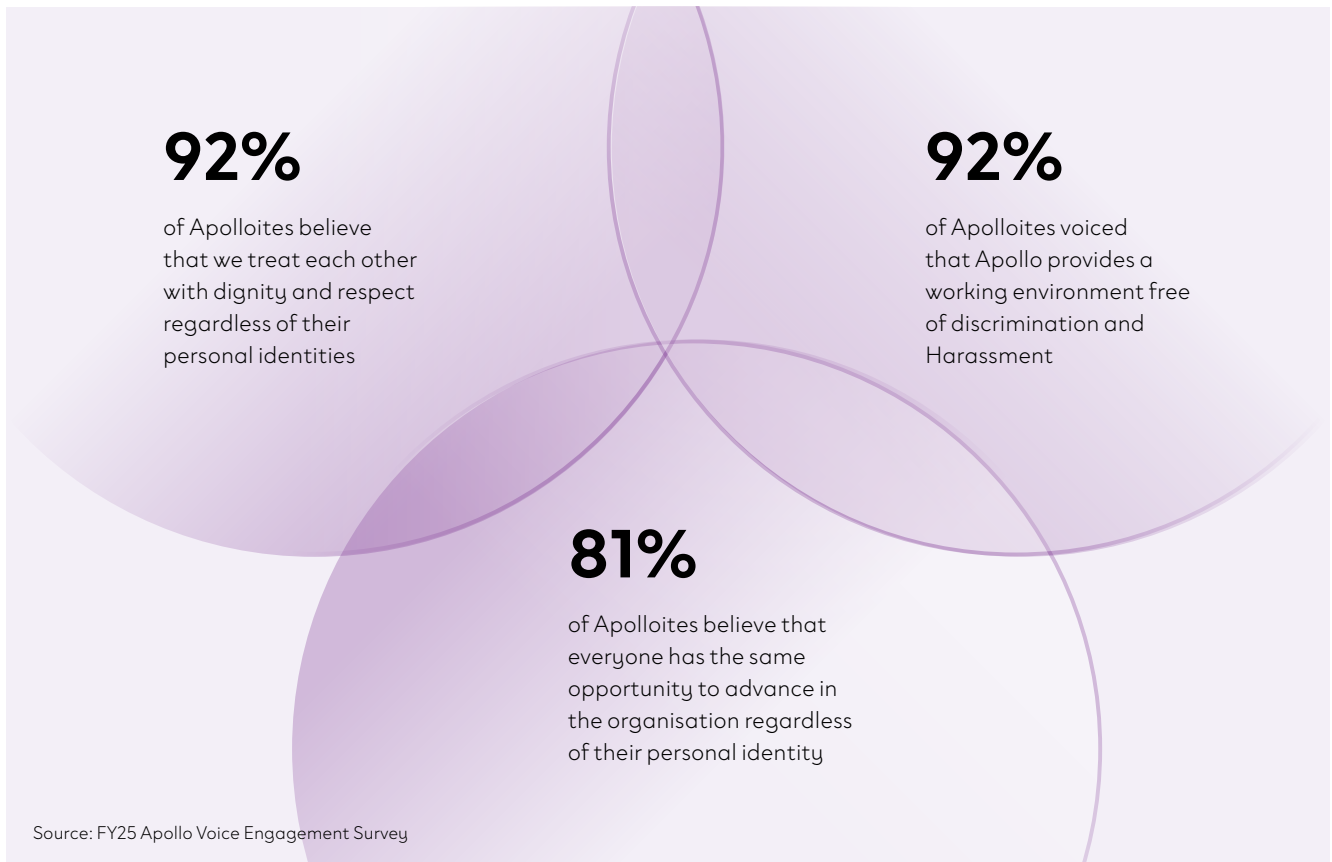 92%
of Apolloites believe
that we treat each other
with dignity and respect
regardless of their
personal identities
92%
of Apolloites voiced
that Apollo provides a
working environment free
of discrimination and
Harassment
81%
of Apolloites believe that
everyone has the same
opportunity to advance in
the organisation regardless
of their personal identity
Source: FY25 Apollo Voice Engagement Survey